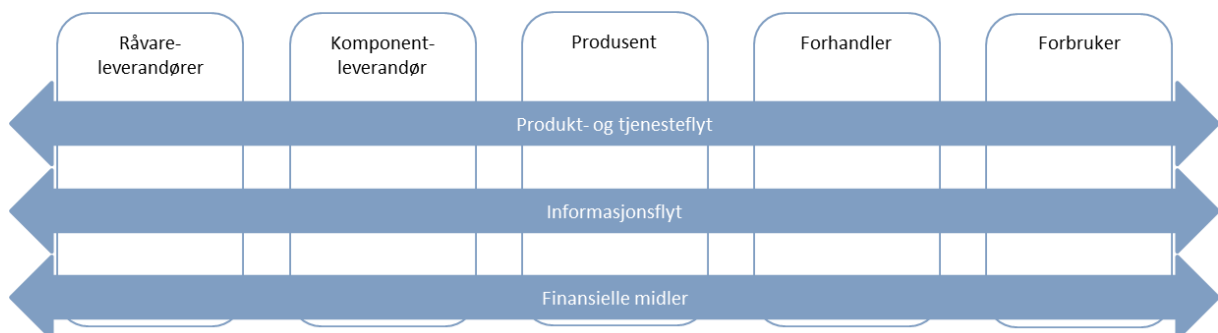 Råvare-
leverandører
Komponent-
leverandør
Produsent
Forhandler
Forbruker
Produkt- og tjenesteflyt
Informasjonsflyt
Finansielle midler